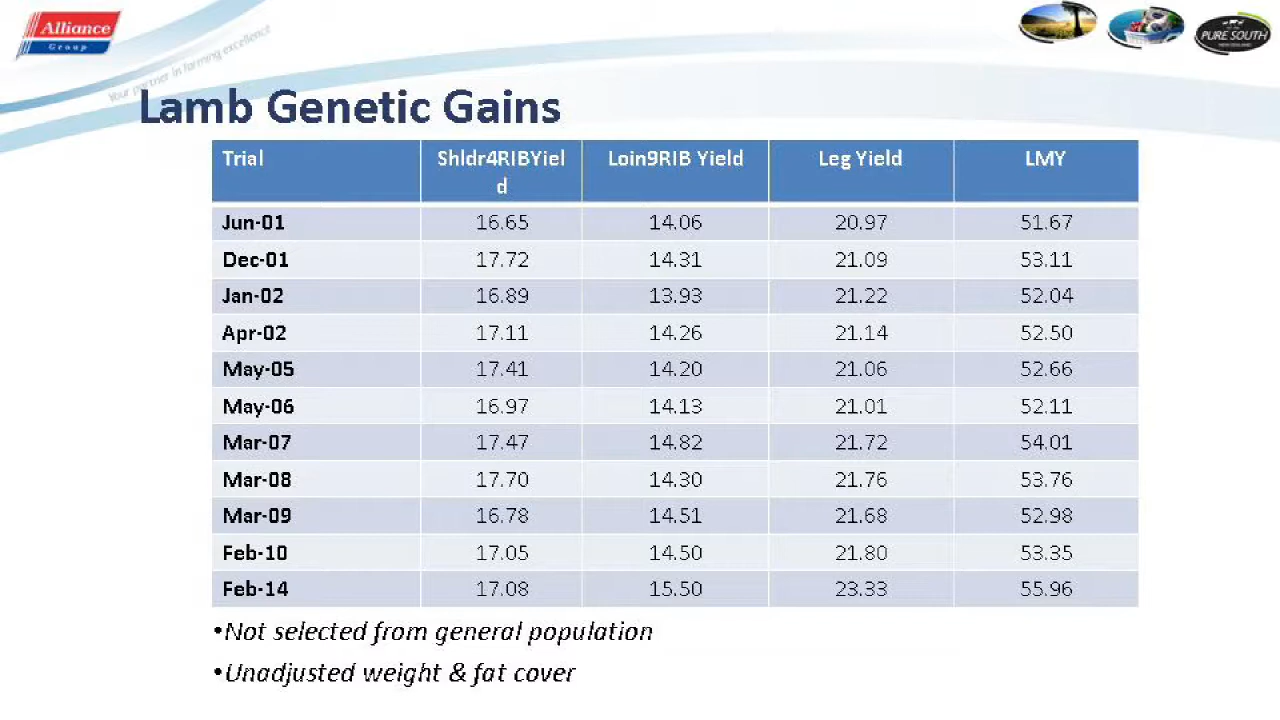 Alliance
Group
Your partner in farming excellence
PURE SOUTH
NEW ZEALAND
Lamb Genetic Gains
Trial Shldr4RIBYiel Loin9RIB Yield Leg Yield LMY
d
Jun-01 16.65 14.06 20.97 51.67
Dec-01 17.72 14.31 21.09 53.11
Jan-02 16.89 13.93 21.22 52.04
Apr-02 17.11 14.26 21.14 52.50
May-05 17.41 14.20 21.06 52.66
May-06 16.97 14.13 21.01 52.11
Mar-07 17.47 14.82 21.72 54.01
Mar-08 17.70 14.30 21.76 53.76
Mar-09 16.78 14.51 21.68 52.98
Feb-10 17.05 14.50 21.80 53.35
Feb-14 17.08 15.50 23.33 55.96
•Not selected from general population
•Unadjusted weight & fat cover